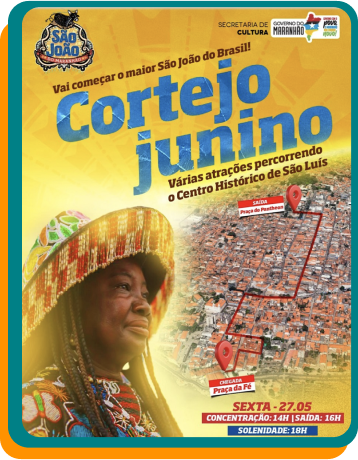 SÃO
JOÃO
DO MARANHÃO
SECRETARIA DE
CULTURA
GOVERNO DO
MARANHÃO
Vai começar o maior São João do Brasil!
Cortejo
junino
Várias atrações percorrendo
o Centro Histórico de São Luís
SAÍDA
Praça do Pantheon
CHEGADA
Praça da Fé
SEXTA - 27.05
CONCENTRAÇÃO: 14H | SAÍDA: 16H
SOLENIDADE: 18H